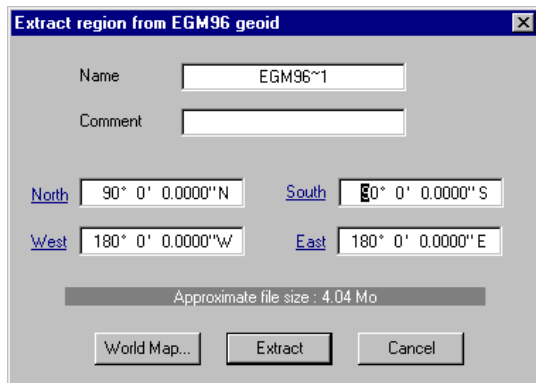 Extract region from EGM96 geoid
Name EGM96~1
Comment
North 90° 0' 0.0000"N South 90° 0' 0.0000"S
West 180° 0' 0.0000"W East 180° 0' 0.0000"E
Approximate file size : 4.04 Mo
World Map... Extract Cancel